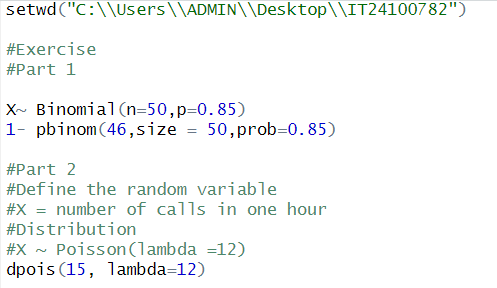 setwd("C:\\Users\\ADMIN\\Desktop\\IT24100782")
#Exercise
#Part 1
X~ Binomial(n=50,p=0.85)
1- pbinom(46,size = 50,prob=0.85)
#Part 2
#Define the random variable
#X = number of calls in one hour
#Distribution
#X ~ Poisson(lambda =12)
dpois(15, lambda=12)